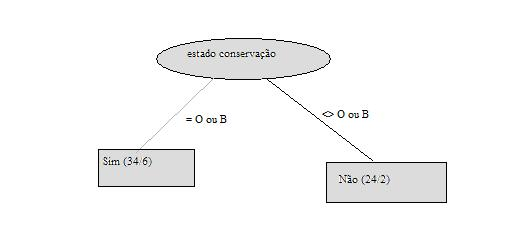 estado conservação
= O ou B
<> O ou B
Sim (34/6)
Não (24/2)